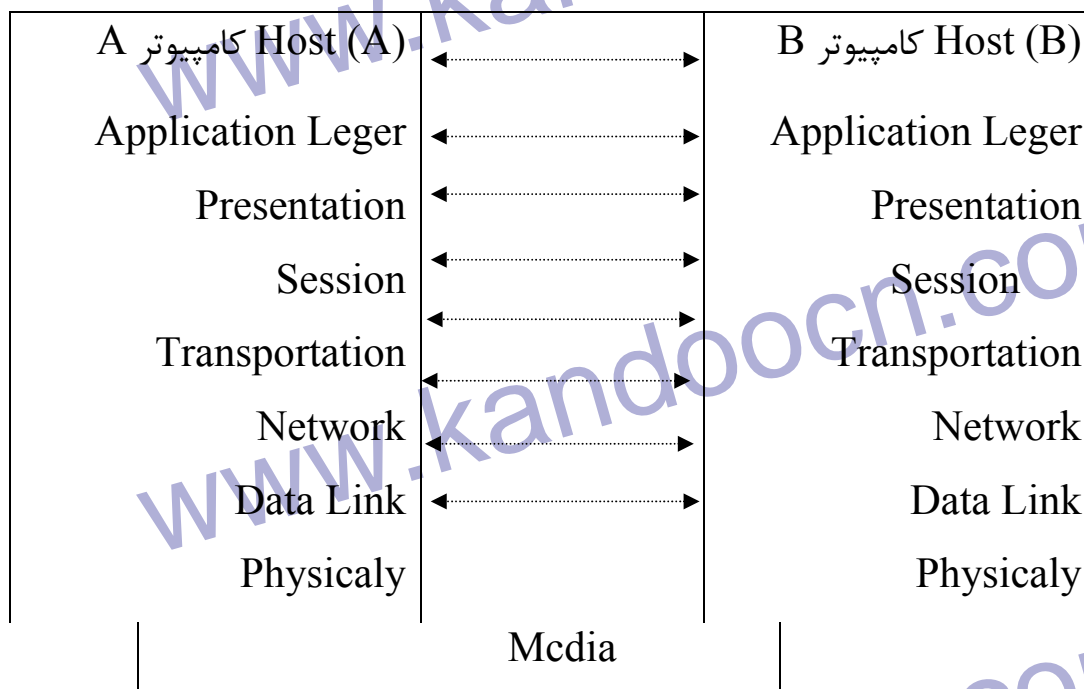 کامپیوتر A Host (A)
کامپیوتر B Host (B)
Application Leger
Application Leger
Presentation
Presentation
Session
Session
Transportation
Transportation
Network
Network
Data Link
Data Link
Physicaly
Physicaly
Mcdia
www.kandoocn.com